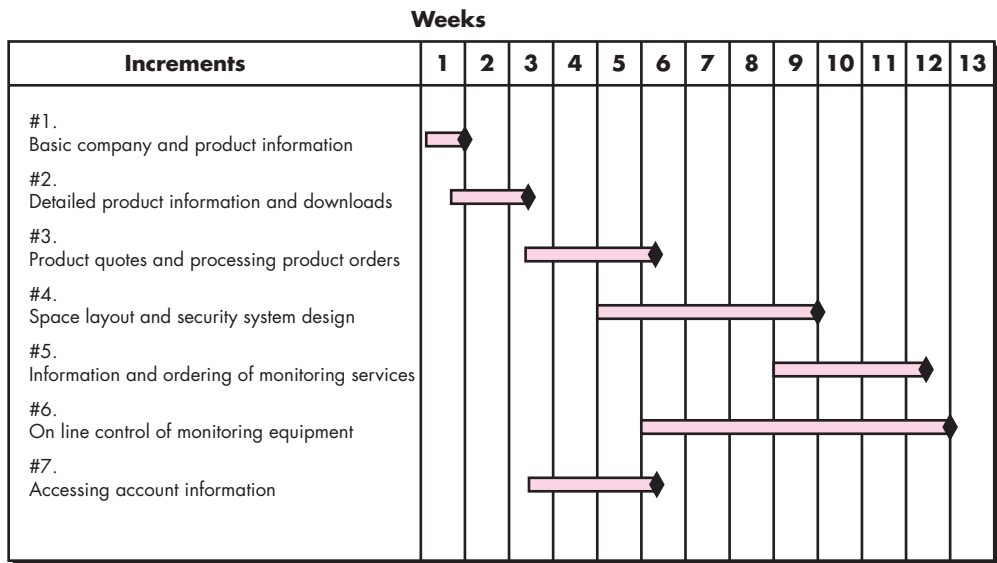 Weeks
Increments 1 2 3 4 5 6 7 8 9 10 11 12 13
#1.
Basic company and product information
#2.
Detailed product information and downloads
#3.
Product quotes and processing product orders
#4.
Space layout and security system design
#5.
Information and ordering of monitoring services
#6.
On line control of monitoring equipment
#7.
Accessing account information